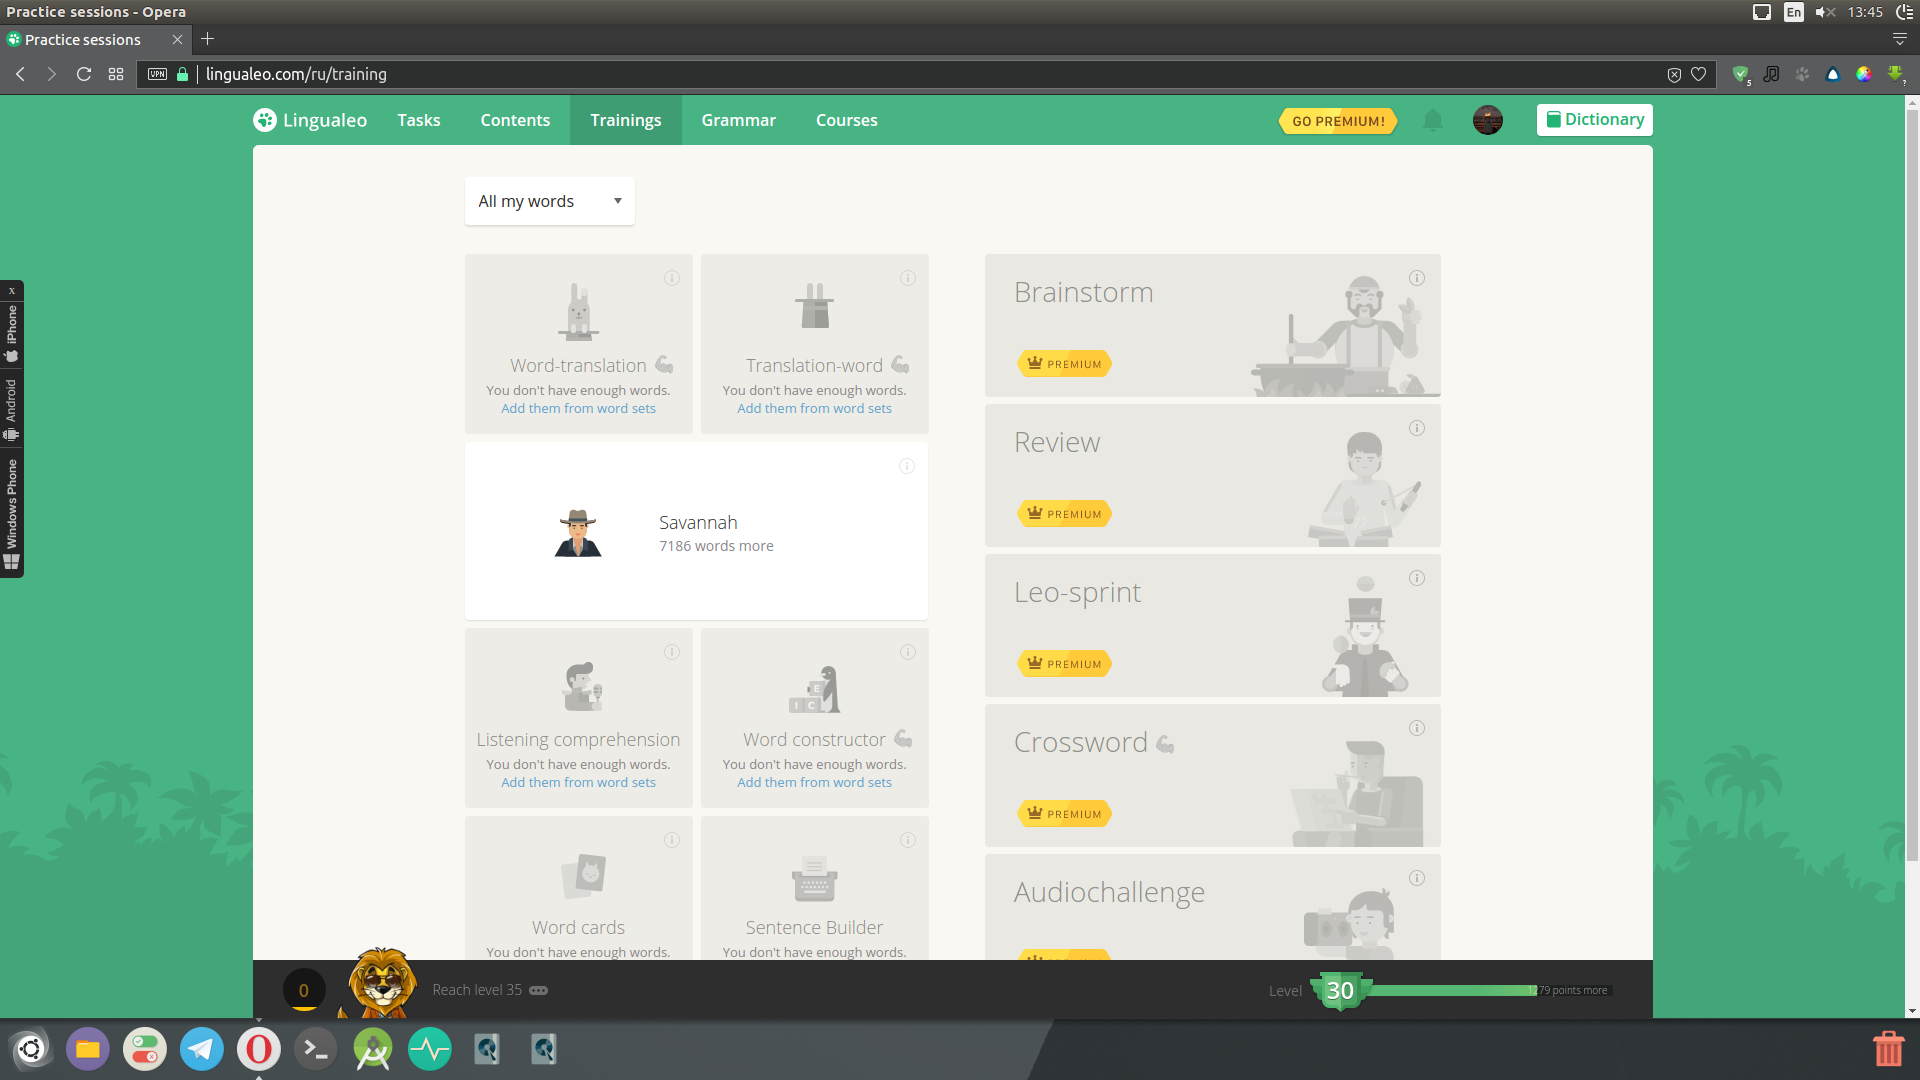 Practice sessions - Opera
En
13:45
Practice sessions
VPN
lingualeo.com/ru/training
5
?
Lingualeo
Tasks
Contents
Trainings
Grammar
Courses
GO PREMIUM!
Dictionary
All my words
x
iPhone
Android
Windows Phone
Word-translation
You don't have enough words.
Add them from word sets
Translation-word
You don't have enough words.
Add them from word sets
Savannah
7186 words more
Listening comprehension
You don't have enough words.
Add them from word sets
E
I C
Word constructor
You don't have enough words.
Add them from word sets
Word cards
You don't have enough words.
Sentence Builder
You don't have enough words.
Brainstorm
PREMIUM
Review
PREMIUM
Leo-sprint
PREMIUM
Crossword
PREMIUM
Audiochallenge
0
Reach level 35
Level
30
1279 points more